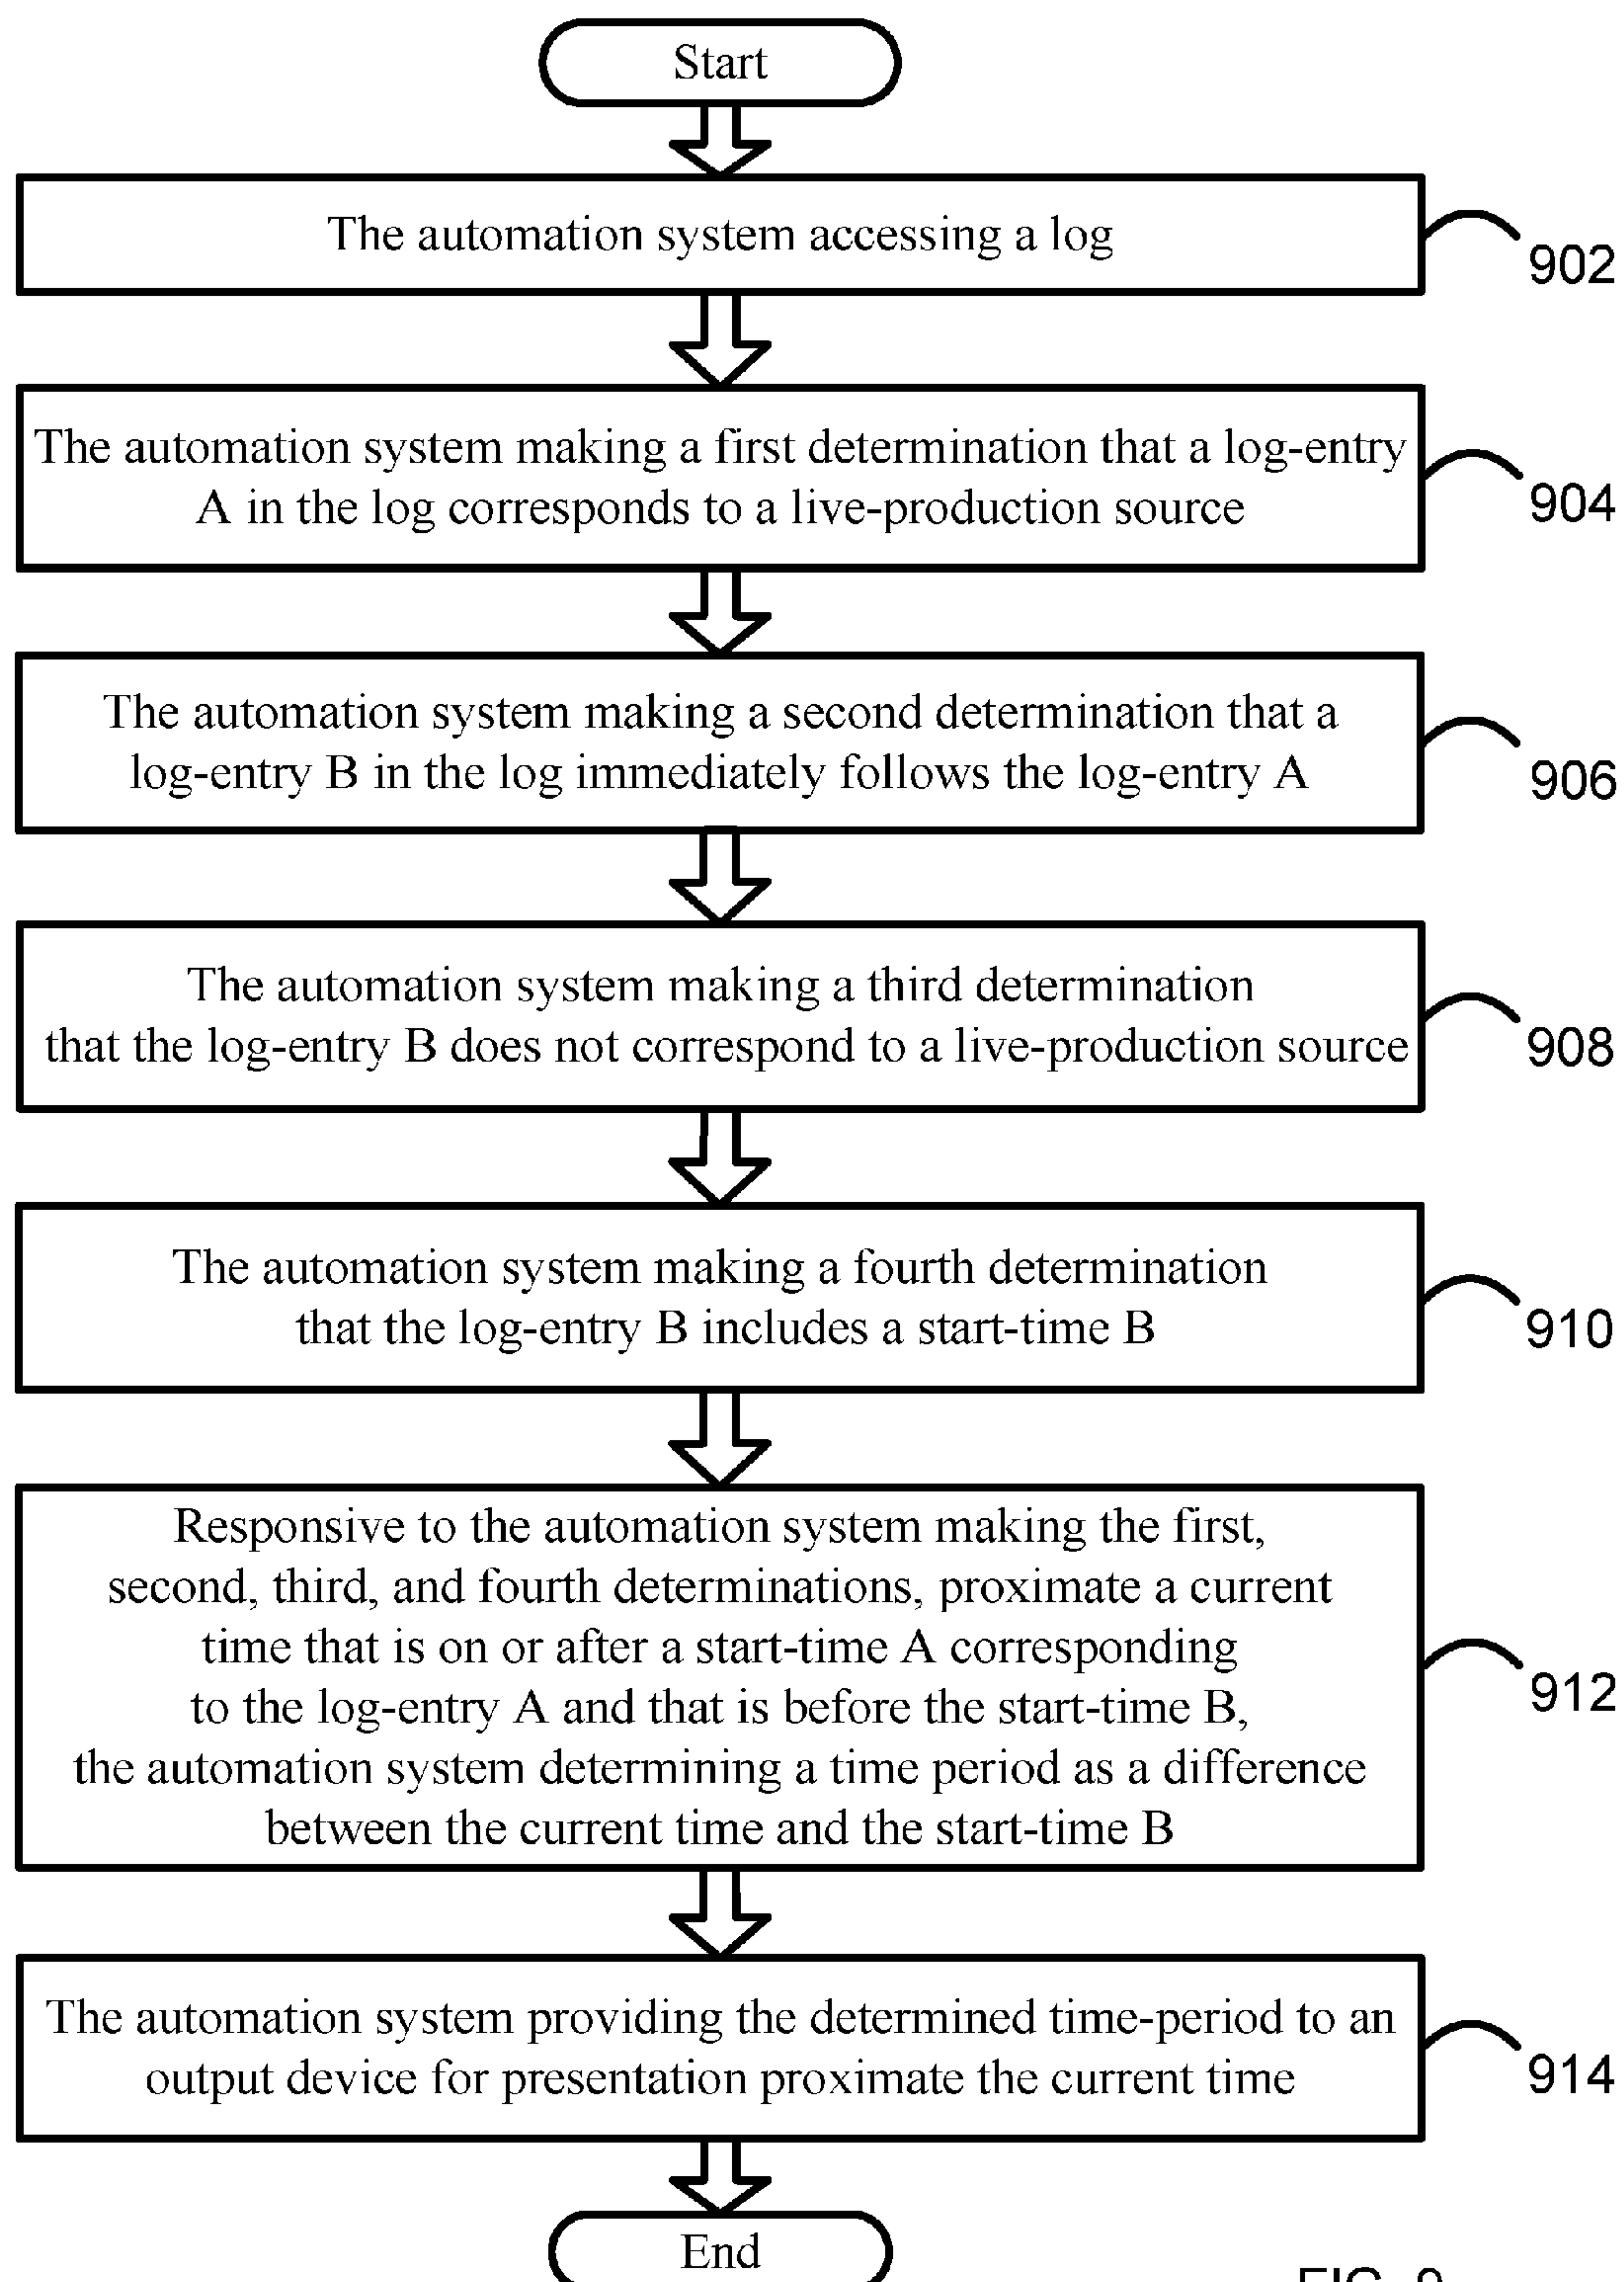 Start
The automation system accessing a log
902
The automation system making a first determination that a log-entry
A in the log corresponds to a live-production source
904
The automation system making a second determination that a
log-entry B in the log immediately follows the log-entry A
906
The automation system making a third determination
that the log-entry B does not correspond to a live-production source
908
The automation system making a fourth determination
that the log-entry B includes a start-time B
910
Responsive to the automation system making the first,
second, third, and fourth determinations, proximate a current
time that is on or after a start-time A corresponding
to the log-entry A and that is before the start-time B,
the automation system determining a time period as a difference
between the current time and the start-time B
912
The automation system providing the determined time-period to an
output device for presentation proximate the current time
914
End